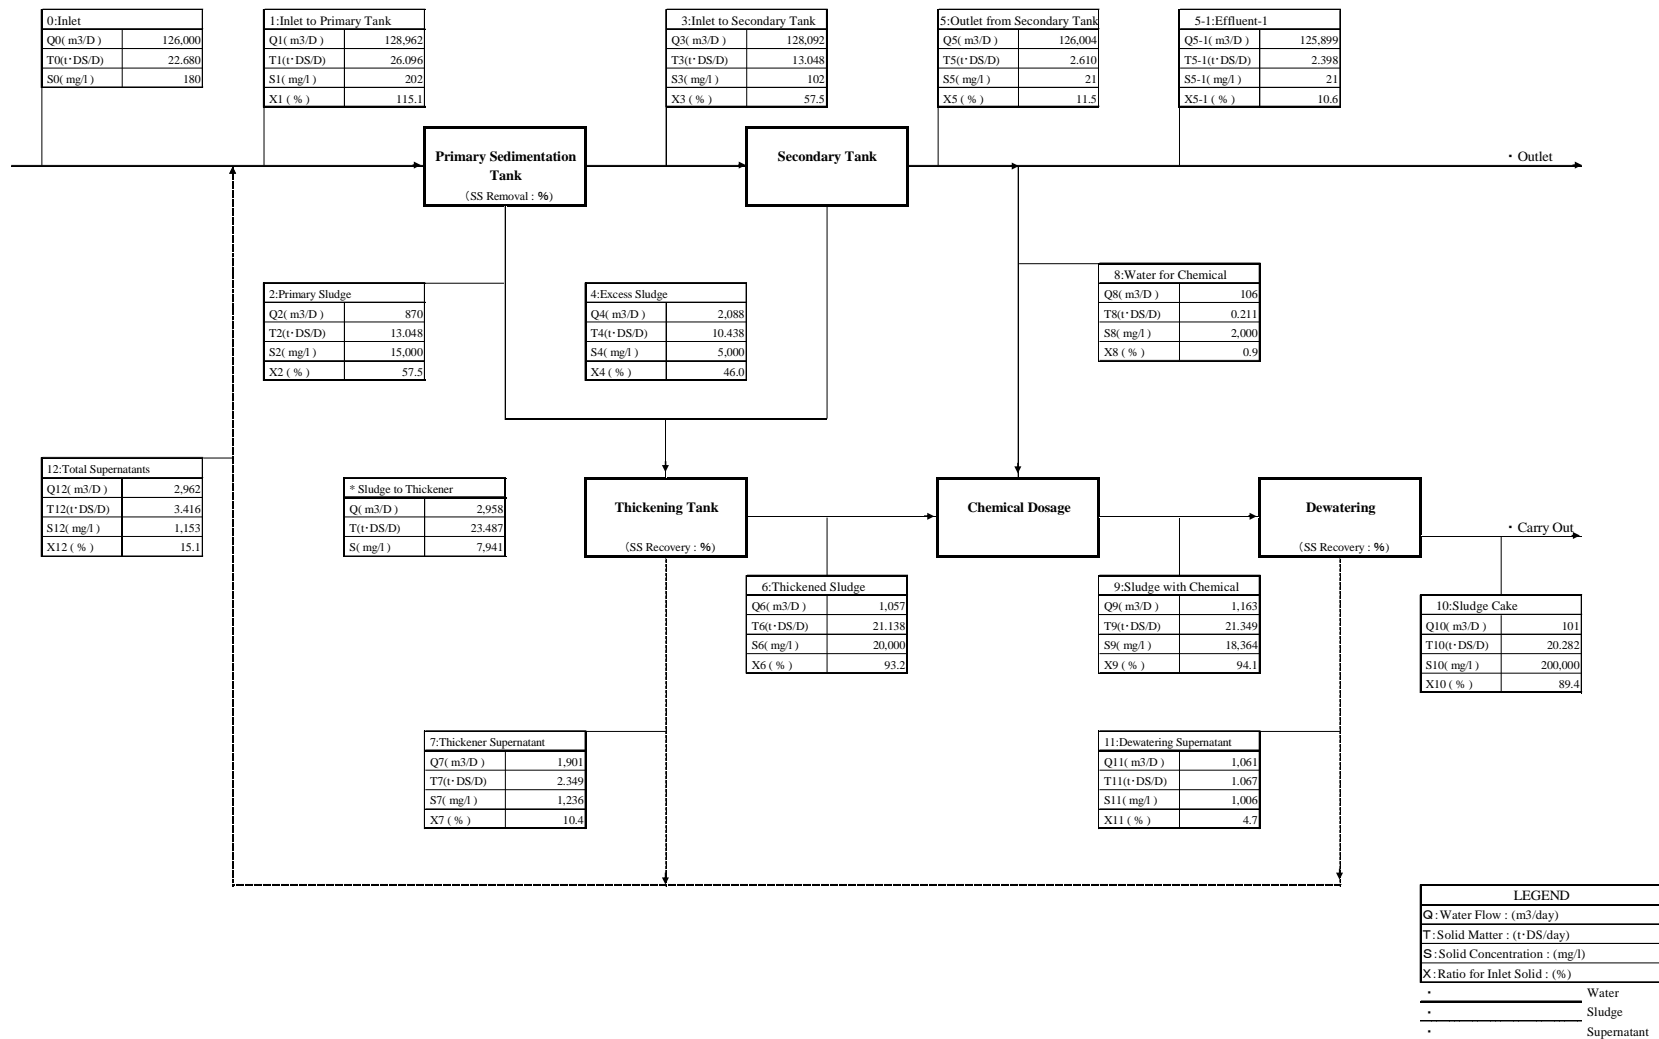 0:Inlet
Q0( m3/D ) 126,000
T0(t･DS/D) 22.680
S0( mg/l ) 180
1:Inlet to Primary Tank
Q1( m3/D ) 128,962
T1(t･DS/D) 26.096
S1( mg/l ) 202
X1 ( % ) 115.1
3:Inlet to Secondary Tank
Q3( m3/D ) 128,092
T3(t･DS/D) 13.048
S3( mg/l ) 102
X3 ( % ) 57.5
5:Outlet from Secondary Tank
Q5( m3/D ) 126,004
T5(t･DS/D) 2.610
S5( mg/l ) 21
X5 ( % ) 11.5
5-1:Effluent-1
Q5-1( m3/D ) 125,899
T5-1(t･DS/D) 2.398
S5-1( mg/l ) 21
X5-1 ( % ) 10.6
Primary Sedimentation
Tank
(SS Removal : %)
Secondary Tank
・ Outlet
2:Primary Sludge
Q2( m3/D ) 870
T2(t･DS/D) 13.048
S2( mg/l ) 15,000
X2 ( % ) 57.5
4:Excess Sludge
Q4( m3/D ) 2,088
T4(t･DS/D) 10.438
S4( mg/l ) 5,000
X4 ( % ) 46.0
8:Water for Chemical
Q8( m3/D ) 106
T8(t･DS/D) 0.211
S8( mg/l ) 2,000
X8 ( % ) 0.9
12:Total Supernatants
Q12( m3/D ) 2,962
T12(t･DS/D) 3.416
S12( mg/l ) 1,153
X12 ( % ) 15.1
* Sludge to Thickener
Q( m3/D ) 2,958
T(t･DS/D) 23.487
S( mg/l ) 7,941
Thickening Tank
(SS Recovery : %)
Chemical Dosage
Dewatering
(SS Recovery : %)
・ Carry Out
6:Thickened Sludge
Q6( m3/D ) 1,057
T6(t･DS/D) 21.138
S6( mg/l ) 20,000
X6 ( % ) 93.2
9:Sludge with Chemical
Q9( m3/D ) 1,163
T9(t･DS/D) 21.349
S9( mg/l ) 18,364
X9 ( % ) 94.1
10:Sludge Cake
Q10( m3/D ) 101
T10(t･DS/D) 20.282
S10( mg/l ) 200,000
X10 ( % ) 89.4
7:Thickener Supernatant
Q7( m3/D ) 1,901
T7(t･DS/D) 2.349
S7( mg/l ) 1,236
X7 ( % ) 10.4
11:Dewatering Supernatant
Q11( m3/D ) 1,061
T11(t･DS/D) 1.067
S11( mg/l ) 1,006
X11 ( % ) 4.7
LEGEND
Q:Water Flow : (m3/day)
T:Solid Matter : (t･DS/day)
S:Solid Concentration : (mg/l)
X:Ratio for Inlet Solid : (%)
・ Water
・ Sludge
・ Supernatant